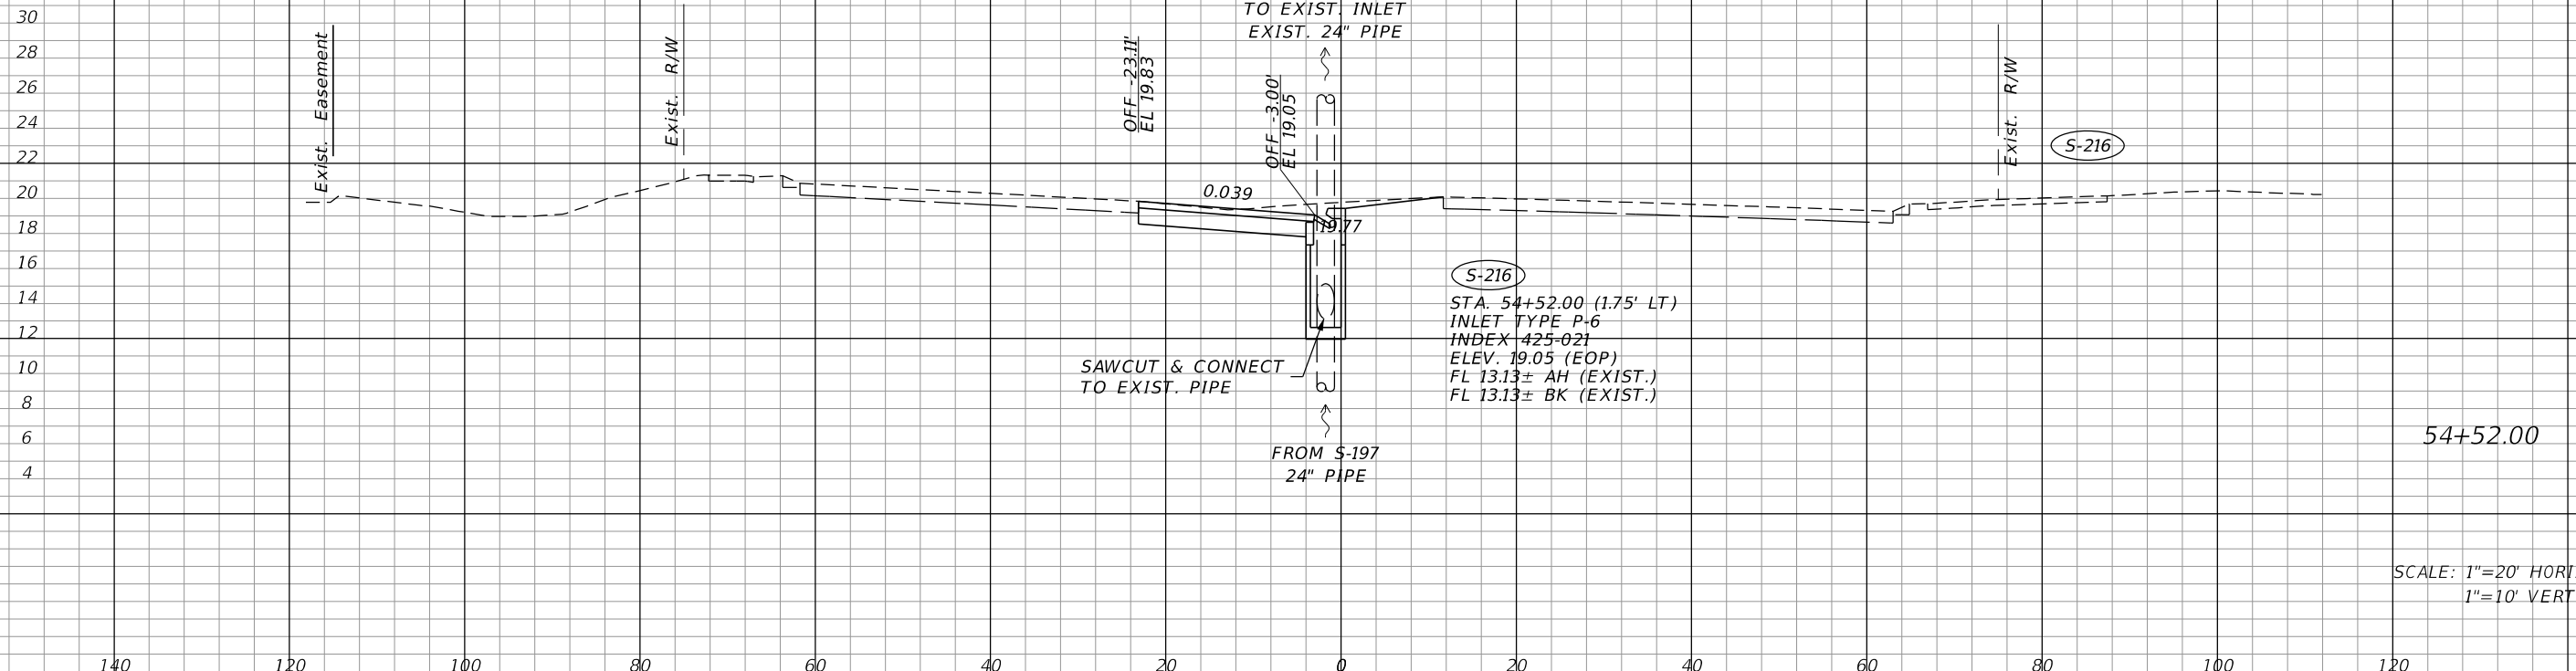 30
28
26
24
22
20
18
16
14
12
10
8
6
4
Exist. Easement
Exist. R/W
OFF -23.11'
EL 19.83
TO EXIST. INLET
EXIST. 24" PIPE
OFF -3.00'
EL 19.05
Exist. R/W
S-216
0.039
19.77
S-216
STA. 54+52.00 (1.75' LT)
INLET TYPE P-6
INDEX 425-021
ELEV. 19.05 (EOP)
FL 13.13± AH (EXIST.)
FL 13.13± BK (EXIST.)
SAWCUT & CONNECT
TO EXIST. PIPE
FROM S-197
24" PIPE
54+52.00
SCALE: 1"=20' HORI
1"=10' VERT
140 120 100 80 60 40 20 0 20 40 60 80 100 120